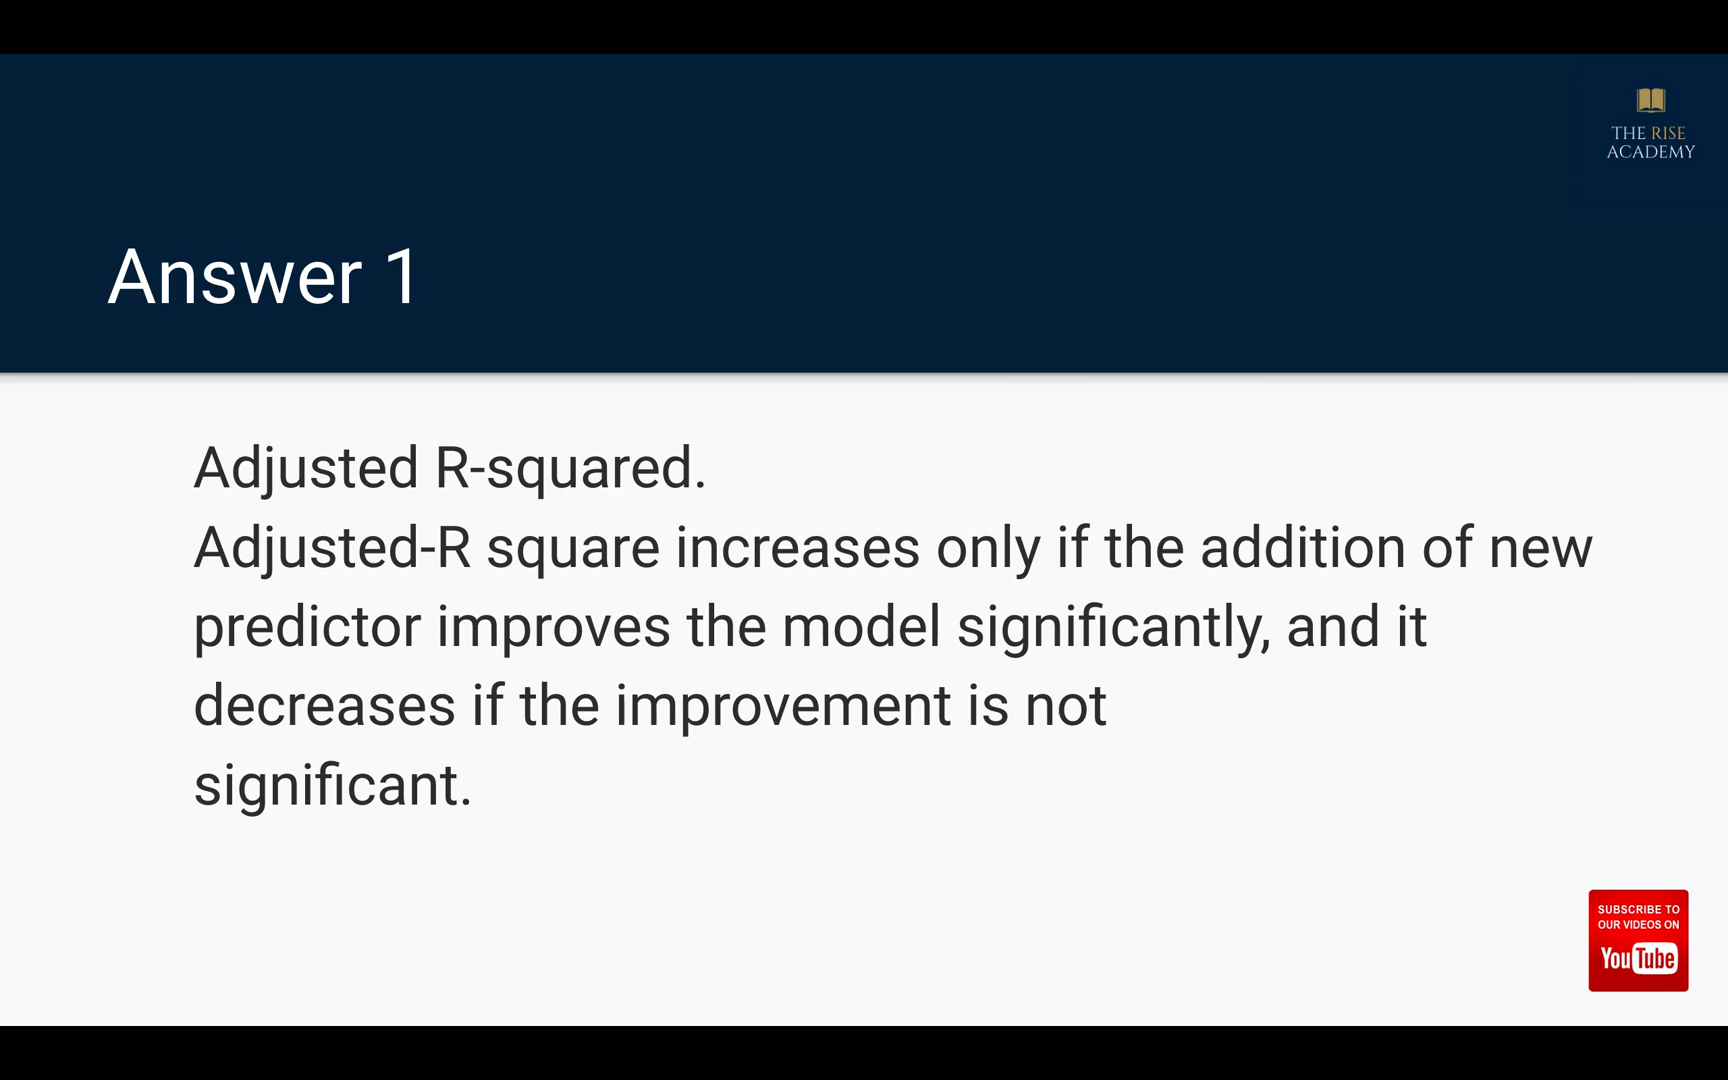 THE RISE
ACADEMY
Answer 1
Adjusted R-squared.
Adjusted-R square increases only if the addition of new
predictor improves the model significantly, and it
decreases if the improvement is not
significant.
SUBSCRIBE TO
OUR VIDEOS ON
YouTube